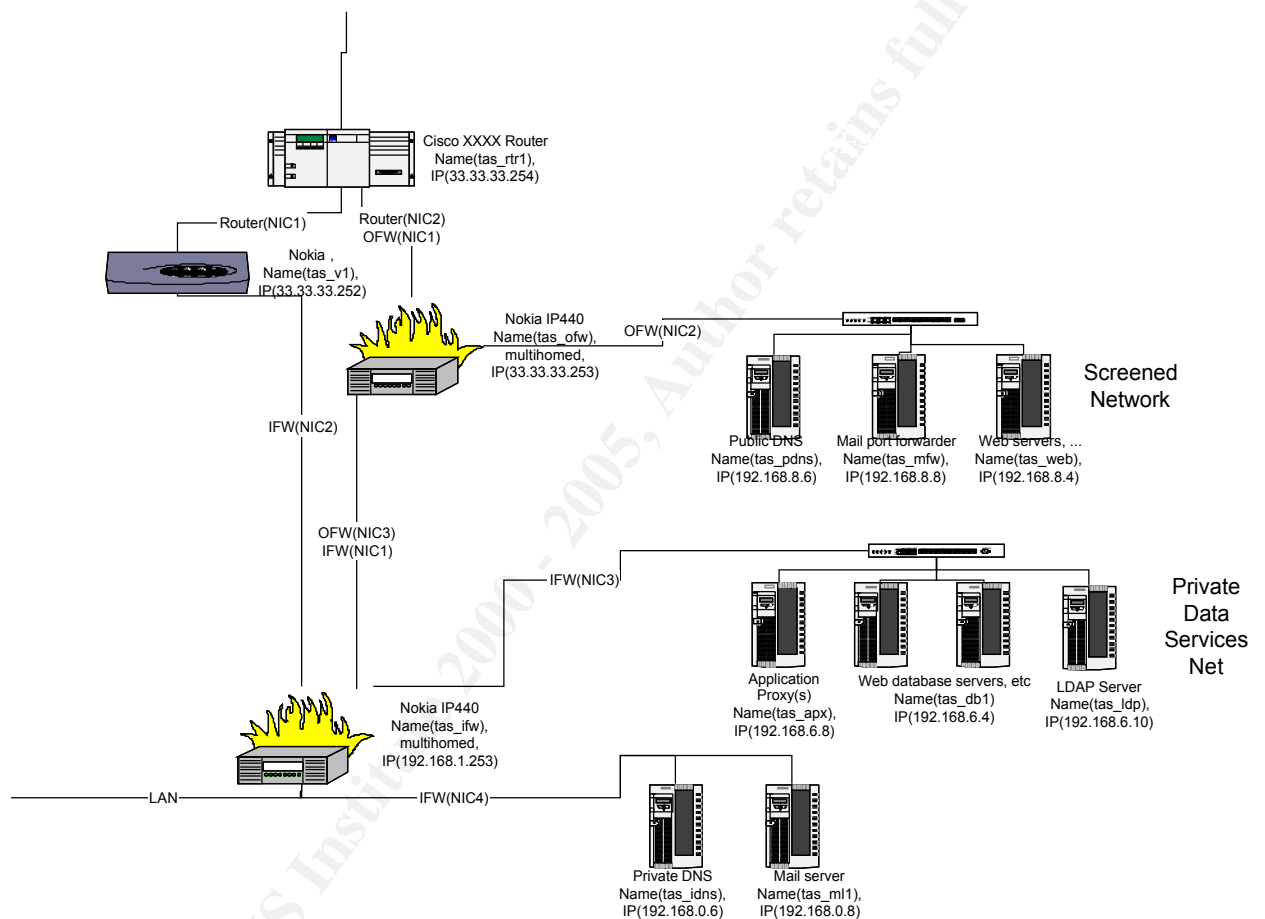 Cisco XXXX Router
Name(tas_rtr1),
IP(33.33.33.254)
Router(NIC1)
Router(NIC2)
OFW(NIC1)
Nokia ,
Name(tas_v1),
IP(33.33.33.252)
Nokia IP440
Name(tas_ofw),
multihomed,
IP(33.33.33.253)
OFW(NIC2)
Screened
Network
Public DNS
Name(tas_pdns),
IP(192.168.8.6)
Mail port forwarder
Name(tas_mfw),
IP(192.168.8.8)
Web servers, ...
Name(tas_web),
IP(192.168.8.4)
IFW(NIC2)
OFW(NIC3)
IFW(NIC1)
IFW(NIC3)
Private
Data
Services
Net
Application
Proxy(s)
Name(tas_apx),
IP(192.168.6.8)
Web database servers, etc
Name(tas_db1)
IP(192.168.6.4)
LDAP Server
Name(tas_ldp),
IP(192.168.6.10)
Nokia IP440
Name(tas_ifw),
multihomed,
IP(192.168.1.253)
LAN
IFW(NIC4)
Private DNS
Name(tas_idns),
IP(192.168.0.6)
Mail server
Name(tas_ml1),
IP(192.168.0.8)
2000 - 2005, Author retains full